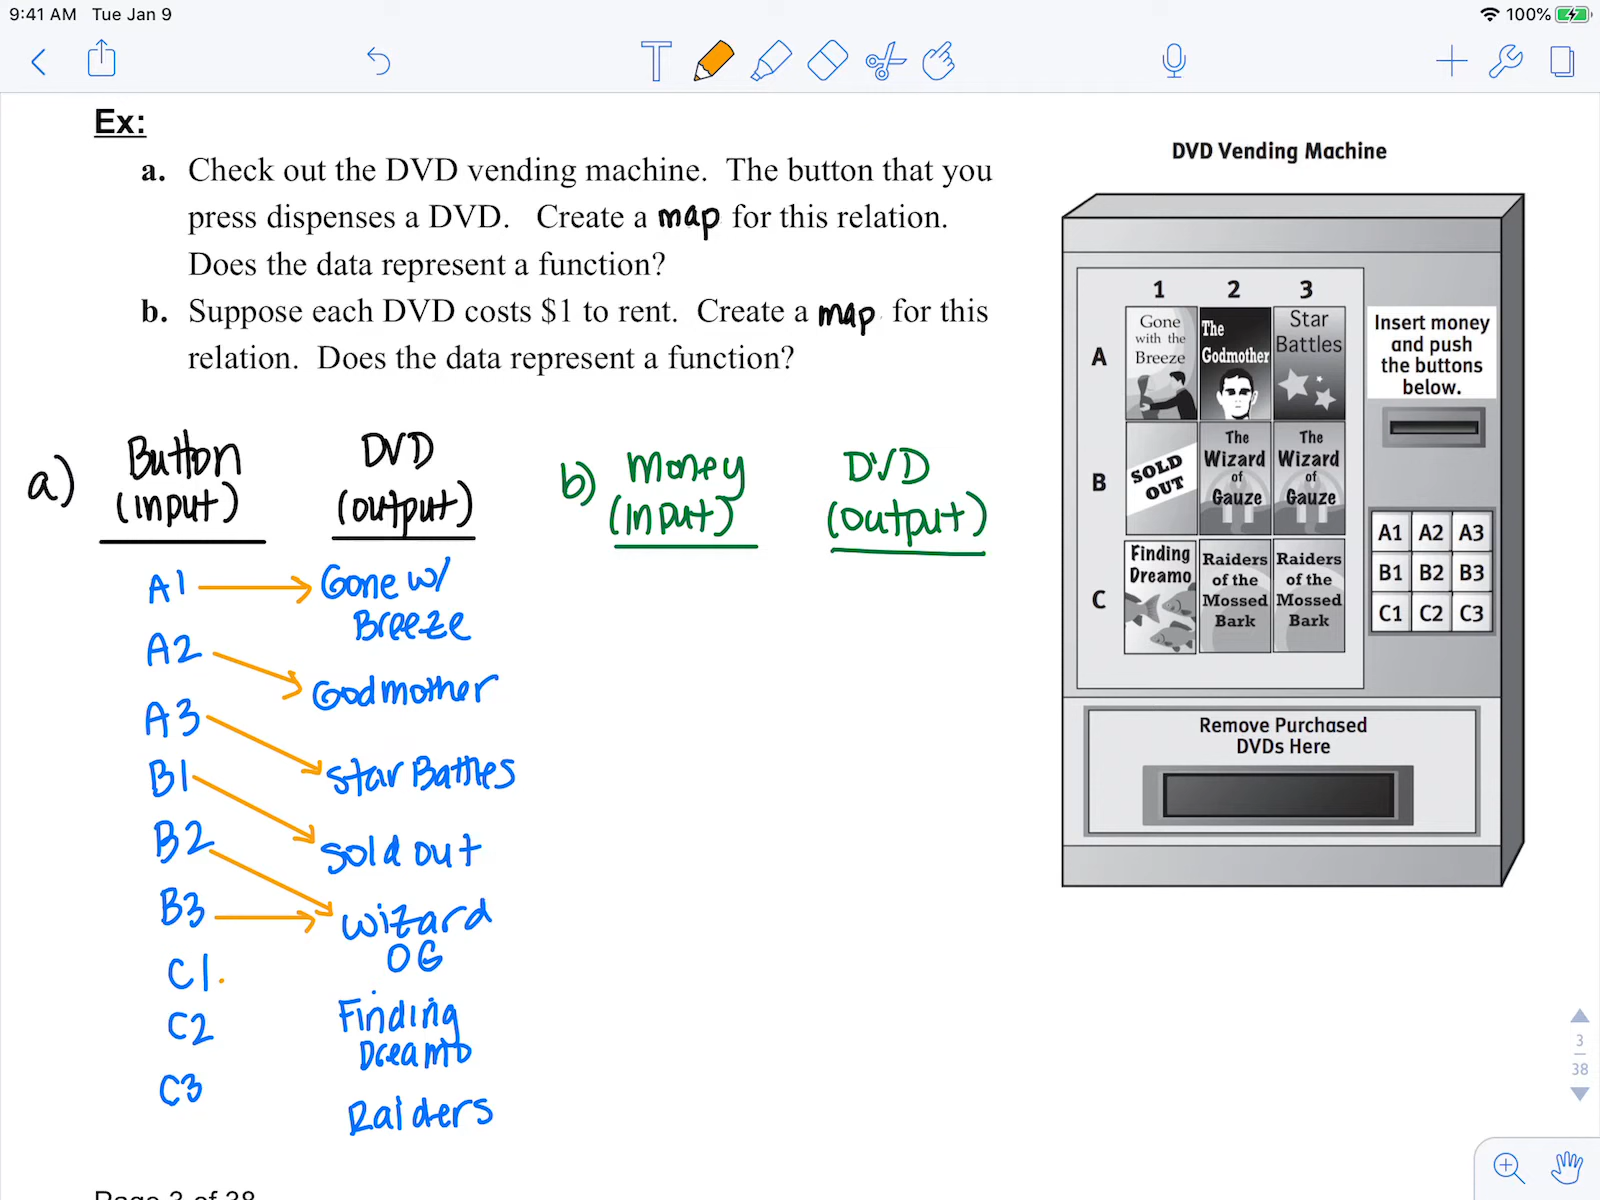 9:41 AM Tue Jan 9
100%
Ex:
a. Check out the DVD vending machine. The button that you
press dispenses a DVD. Create a map for this relation.
Does the data represent a function?
b. Suppose each DVD costs $1 to rent. Create a map for this
relation. Does the data represent a function?
a) Button DVD
(input) (output)
A1 Gone w/
Breeze
A2
Godmother
A3
Star Battles
B1
Sold out
B2
B3 Wizard
OG
C1
C2 Finding
Dreamo
C3
Raiders
b) Money DVD
(input) (output)
DVD Vending Machine
1 2 3
A
Gone
with the
Breeze
The
Godmother
Star
Battles
B
SOLD
OUT
The
Wizard
of
Gauze
The
Wizard
of
Gauze
C
Finding
Dreamo
Raiders
of the
Mossed
Bark
Raiders
of the
Mossed
Bark
Insert money
and push
the buttons
below.
A1 A2 A3
B1 B2 B3
C1 C2 C3
Remove Purchased
DVDs Here
3
38
Page 3 of 38